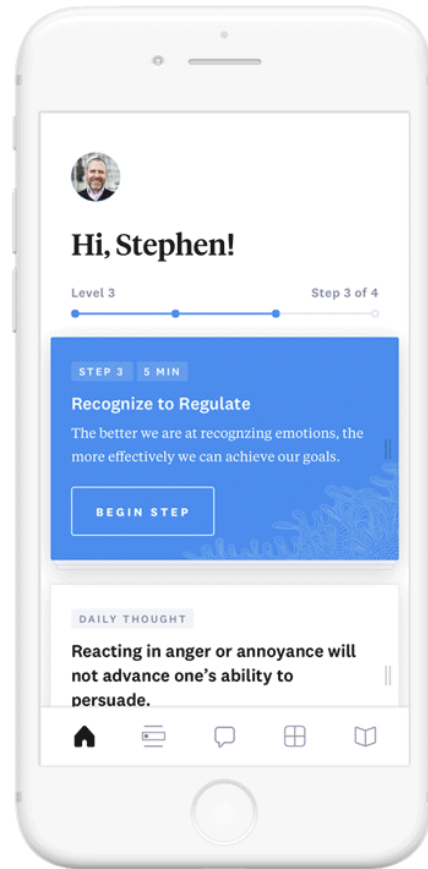 Hi, Stephen!
Level 3 Step 3 of 4
STEP 3 5 MIN
Recognize to Regulate
The better we are at recognzing emotions, the
more effectively we can achieve our goals.
BEGIN STEP
DAILY THOUGHT
Reacting in anger or annoyance will
not advance one’s ability to
persuade.